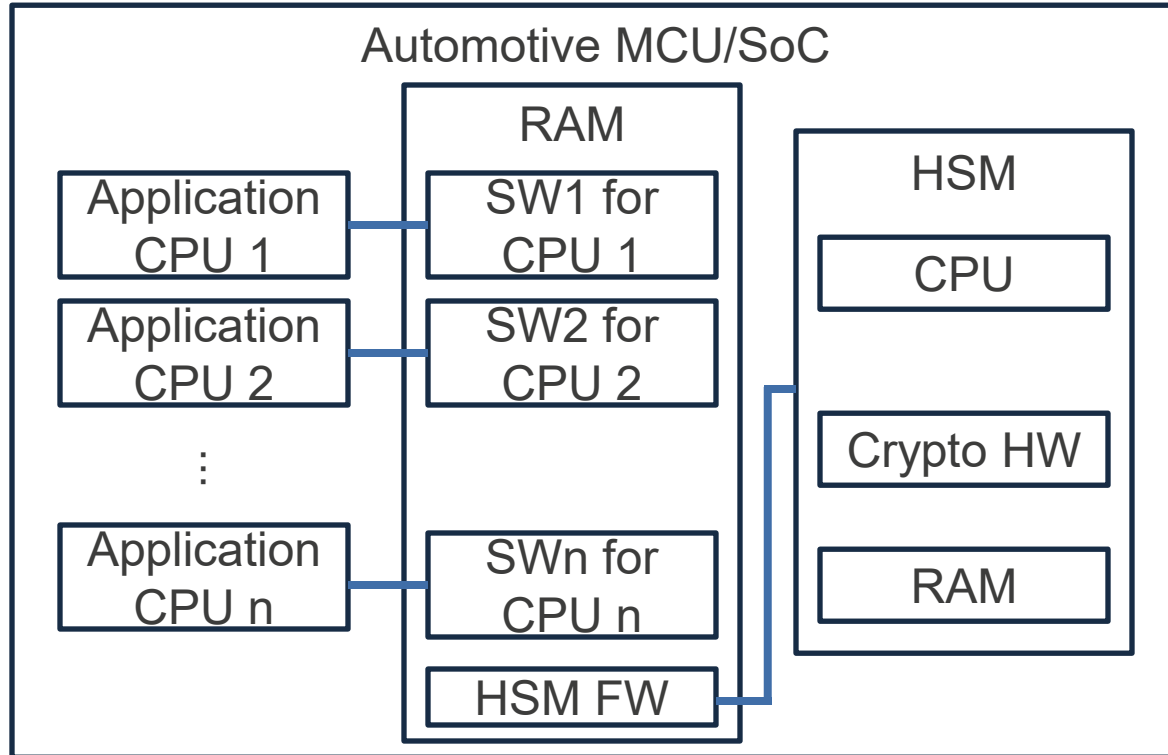 Automotive MCU/SoC
RAM
Application
CPU 1
SW1 for
CPU 1
Application
CPU 2
SW2 for
CPU 2
⋮
Application
CPU n
SWn for
CPU n
HSM FW
HSM
CPU
Crypto HW
RAM